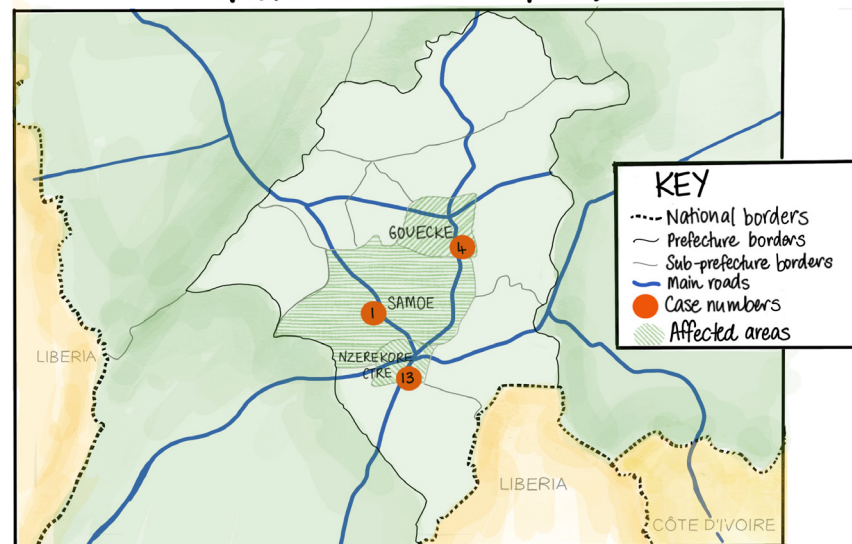 KEY
National borders
Prefecture borders
Sub-prefecture borders
Main roads
Case numbers
Affected areas
GOUECKE
4
1
SAMOE
NZEREKORE
CTRE
13
LIBERIA
LIBERIA
CÔTE D'IVOIRE